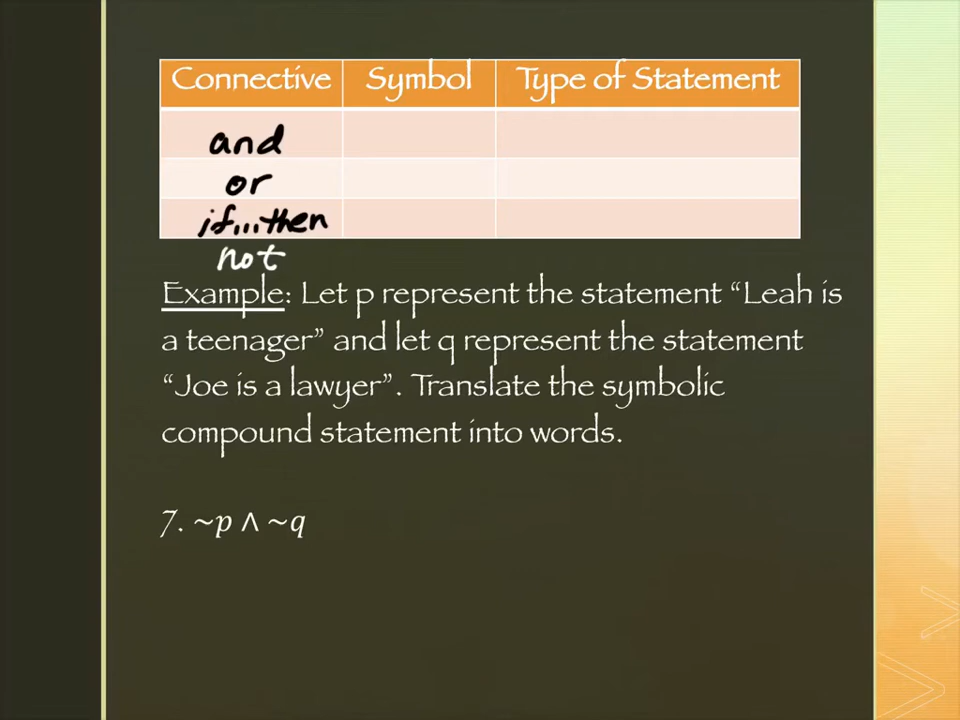 Connective Symbol Type of Statement
and
or
if...then
not
Example: Let p represent the statement “Leah is
a teenager” and let q represent the statement
“Joe is a lawyer”. Translate the symbolic
compound statement into words.
7. ~p ∧ ~q